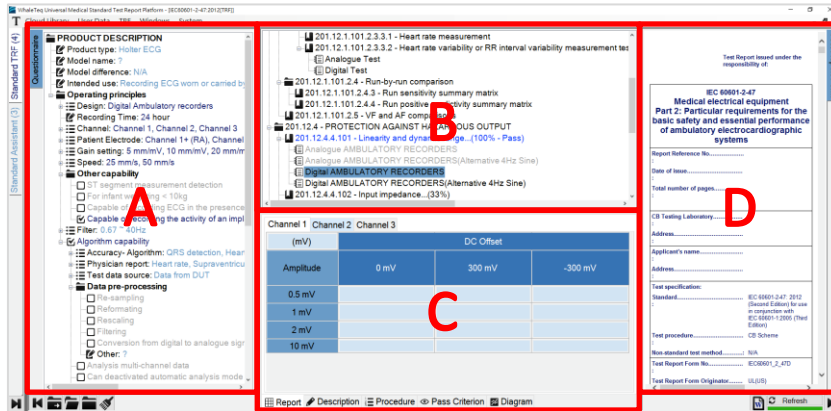 WhaleTeq Universal Medical Standard Test Report Platform - [IEC60601-2-47:2012[TRF]]
T Cloud Library User Data TRF Windows System
Standard TRF (4)
Standard Assistant (3)
Questionnaire
PRODUCT DESCRIPTION
Product type: Holter ECG
Model name: ?
Model difference: N/A
Intended use: Recording ECG worn or carried by
Operating principles
Design: Digital Ambulatory recorders
Recording Time: 24 hour
Channel: Channel 1, Channel 2, Channel 3
Patient Electrode: Channel 1+ (RA), Channel
Gain setting: 5 mm/mV, 10 mm/mV, 20 mm/m
Speed: 25 mm/s, 50 mm/s
Other capability
ST segment measurement detection
For infant weighing < 10kg
Capable of recording ECG in the presence
Capable of recording the activity of an impl
Filter: 0.67 ~ 40Hz
Algorithm capability
Accuracy- Algorithm: QRS detection, Hear
Physician report: Heart rate, Supraventricu
Test data source: Data from DUT
Data pre-processing
Re-sampling
Reformating
Rescaling
Filtering
Conversion from digital to analogue sign
Other: ?
Analysis multi-channel data
Can deactivated automatic analysis mode
A
201.12.1.101.2.3.3.1 - Heart rate measurement
201.12.1.101.2.3.3.2 - Heart rate variability or RR interval variability measurement tes
Analogue Test
Digital Test
201.12.1.101.2.4 - Run-by-run comparison
201.12.1.101.2.4.3 - Run sensitivity summary matrix
201.12.1.101.2.4.4 - Run positive predictivity summary matrix
201.12.1.101.2.5 - VF and AF comparisons
201.12.4 - PROTECTION AGAINST HAZARDOUS OUTPUT
201.12.4.4.101 - Linearity and dynamic range...(100% - Pass)
Analogue AMBULATORY RECORDERS
Analogue AMBULATORY RECORDERS(Alternative 4Hz Sine)
Digital AMBULATORY RECORDERS
Digital AMBULATORY RECORDERS(Alternative 4Hz Sine)
201.12.4.4.102 - Input impedance...(33%)
B
Channel 1 Channel 2 Channel 3
(mV) DC Offset
Amplitude 0 mV 300 mV -300 mV
0.5 mV
1 mV
2 mV
10 mV
C
Report Description Procedure Pass Criterion Diagram
Test Report issued under the
responsibility of:
IEC 60601-2-47
Medical electrical equipment
Part 2: Particular requirements for the
basic safety and essential performance
of ambulatory electrocardiographic
systems
Report Reference No..............
:
Date of issue.......................
:
Total number of pages............
:
CB Testing Laboratory............
:
Address..............................
:
Applicant's name...................
:
Address..............................
:
Test specification:
Standard............................. IEC 60601-2-47: 2012
: (Second Edition) for use
in conjunction with
IEC 60601-1:2005 (Third
Edition)
Test procedure..................... CB Scheme
:
Non-standard test method........: N/A
Test Report Form No.............. IEC60601_2_47D
:
Test Report Form Originator..... UL(US)
D
Refresh